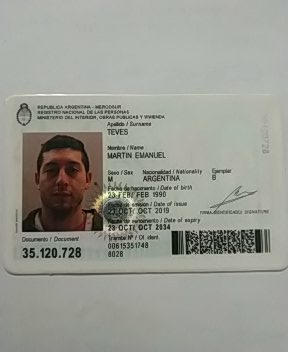 REPUBLICA ARGENTINA - MERCOSUR
REGISTRO NACIONAL DE LAS PERSONAS
MINISTERIO DEL INTERIOR, OBRAS PUBLICAS Y VIVIENDA
Apellido / Surname
TEVES
Nombre / Name
MARTIN EMANUEL
Sexo / Sex Nacionalidad / Nationality Ejemplar
M ARGENTINA B
Fecha de nacimiento / Date of birth
23 FEB/ FEB 1990
Fecha de emisión / Date of issue
23 OCT/ OCT 2019
Fecha de vencimiento / Date of expiry
23 OCT/ OCT 2034
FIRMA IDENTIFICADO / SIGNATURE
Documento / Document
35.120.728
Trámite Nº / Of. ident.
00615351748
8028